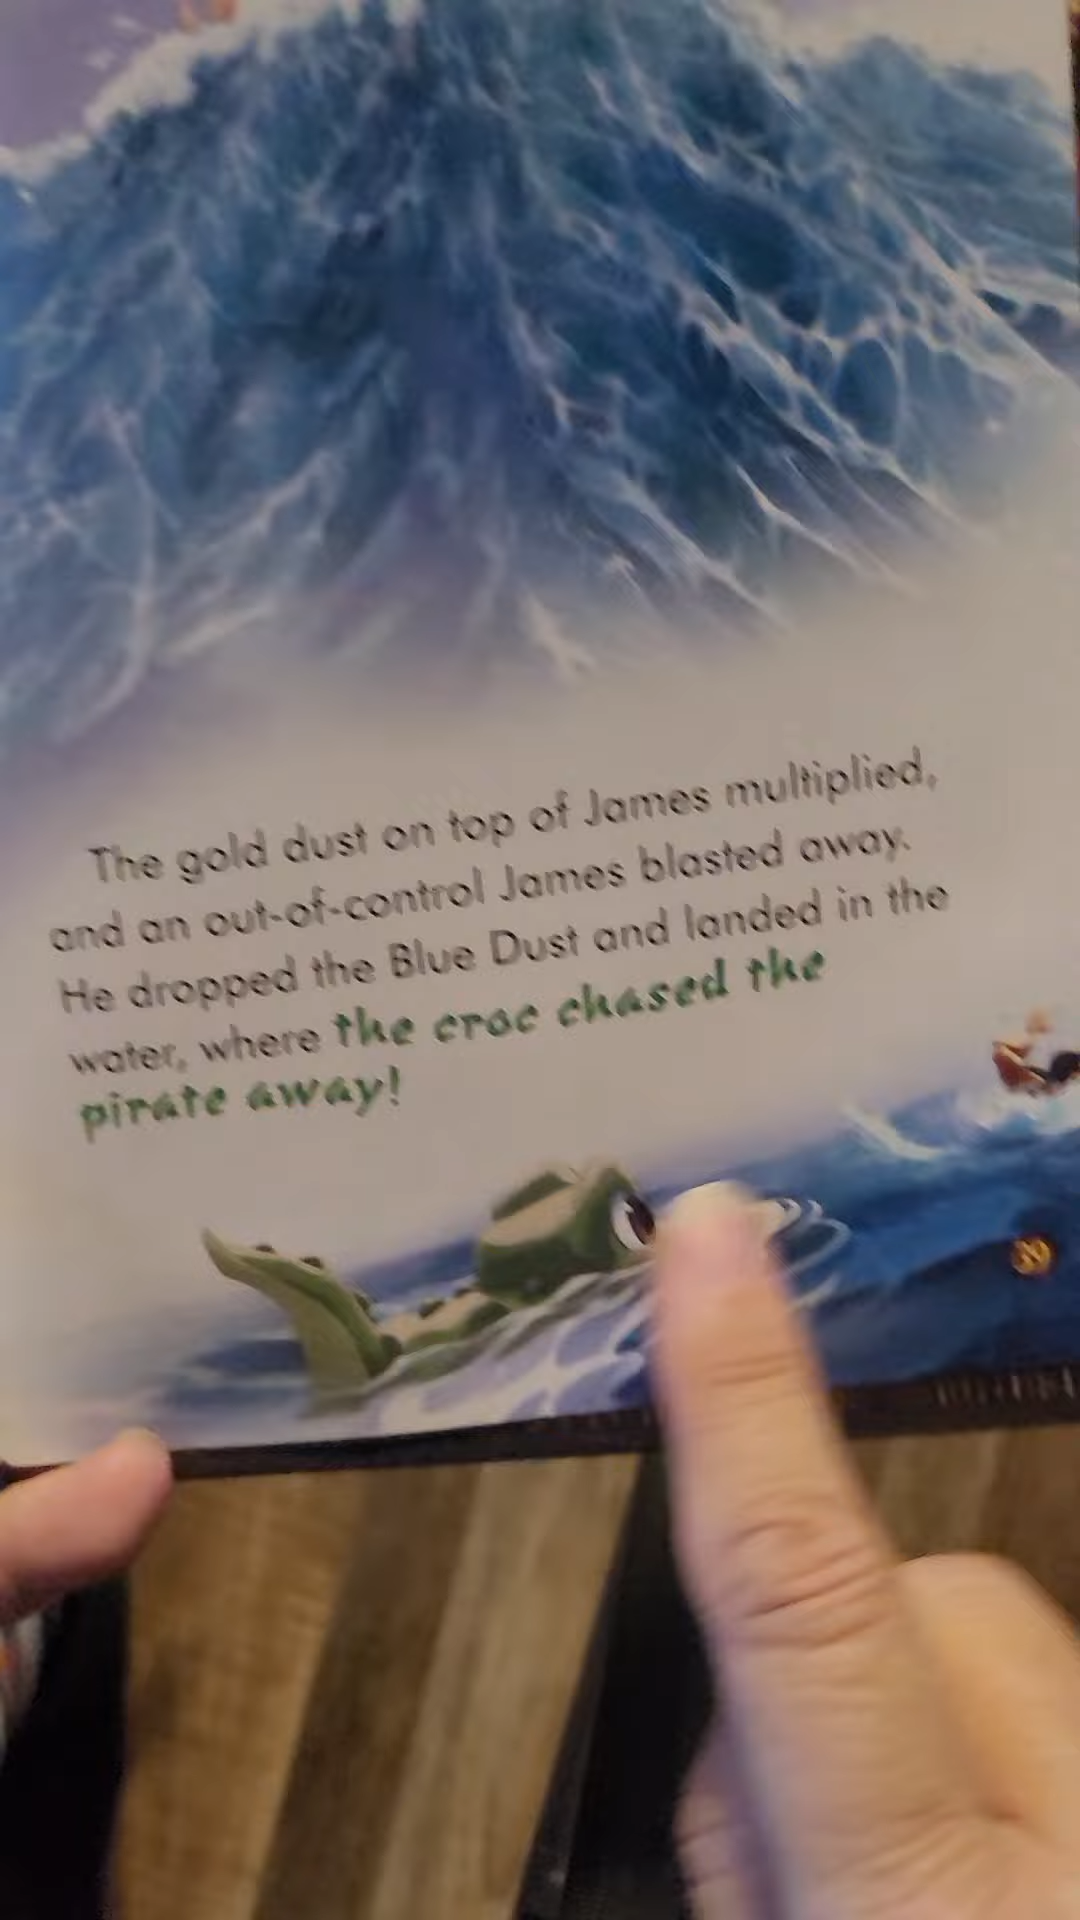 The gold dust on top of James multiplied,
and an out-of-control James blasted away.
He dropped the Blue Dust and landed in the
water, where the croc chased the
pirate away!
39